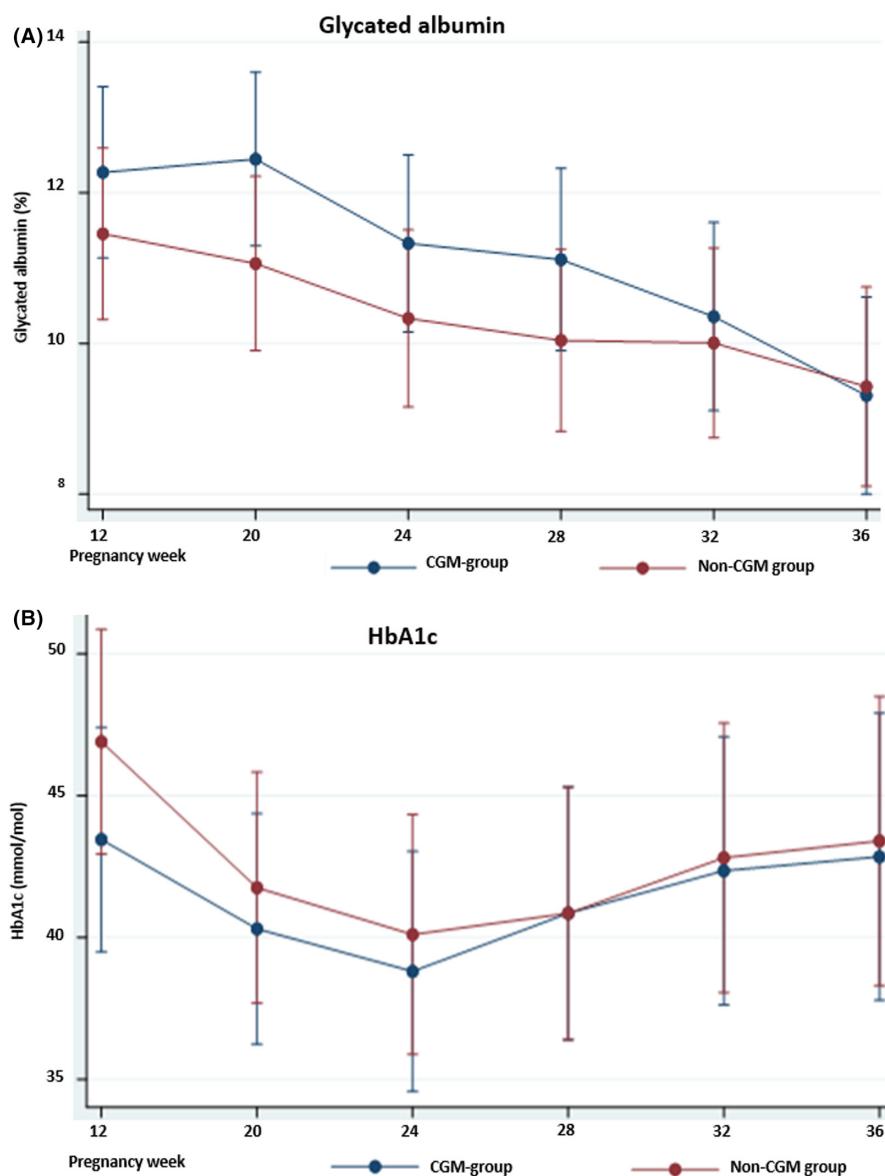 (A)
Glycated albumin
14
12
10
8
Glycated albumin (%)
12 20 24 28 32 36
Pregnancy week
CGM-group Non-CGM group
(B)
HbA1c
50
45
40
35
HbA1c (mmol/mol)
12 20 24 28 32 36
Pregnancy week
CGM-group Non-CGM group